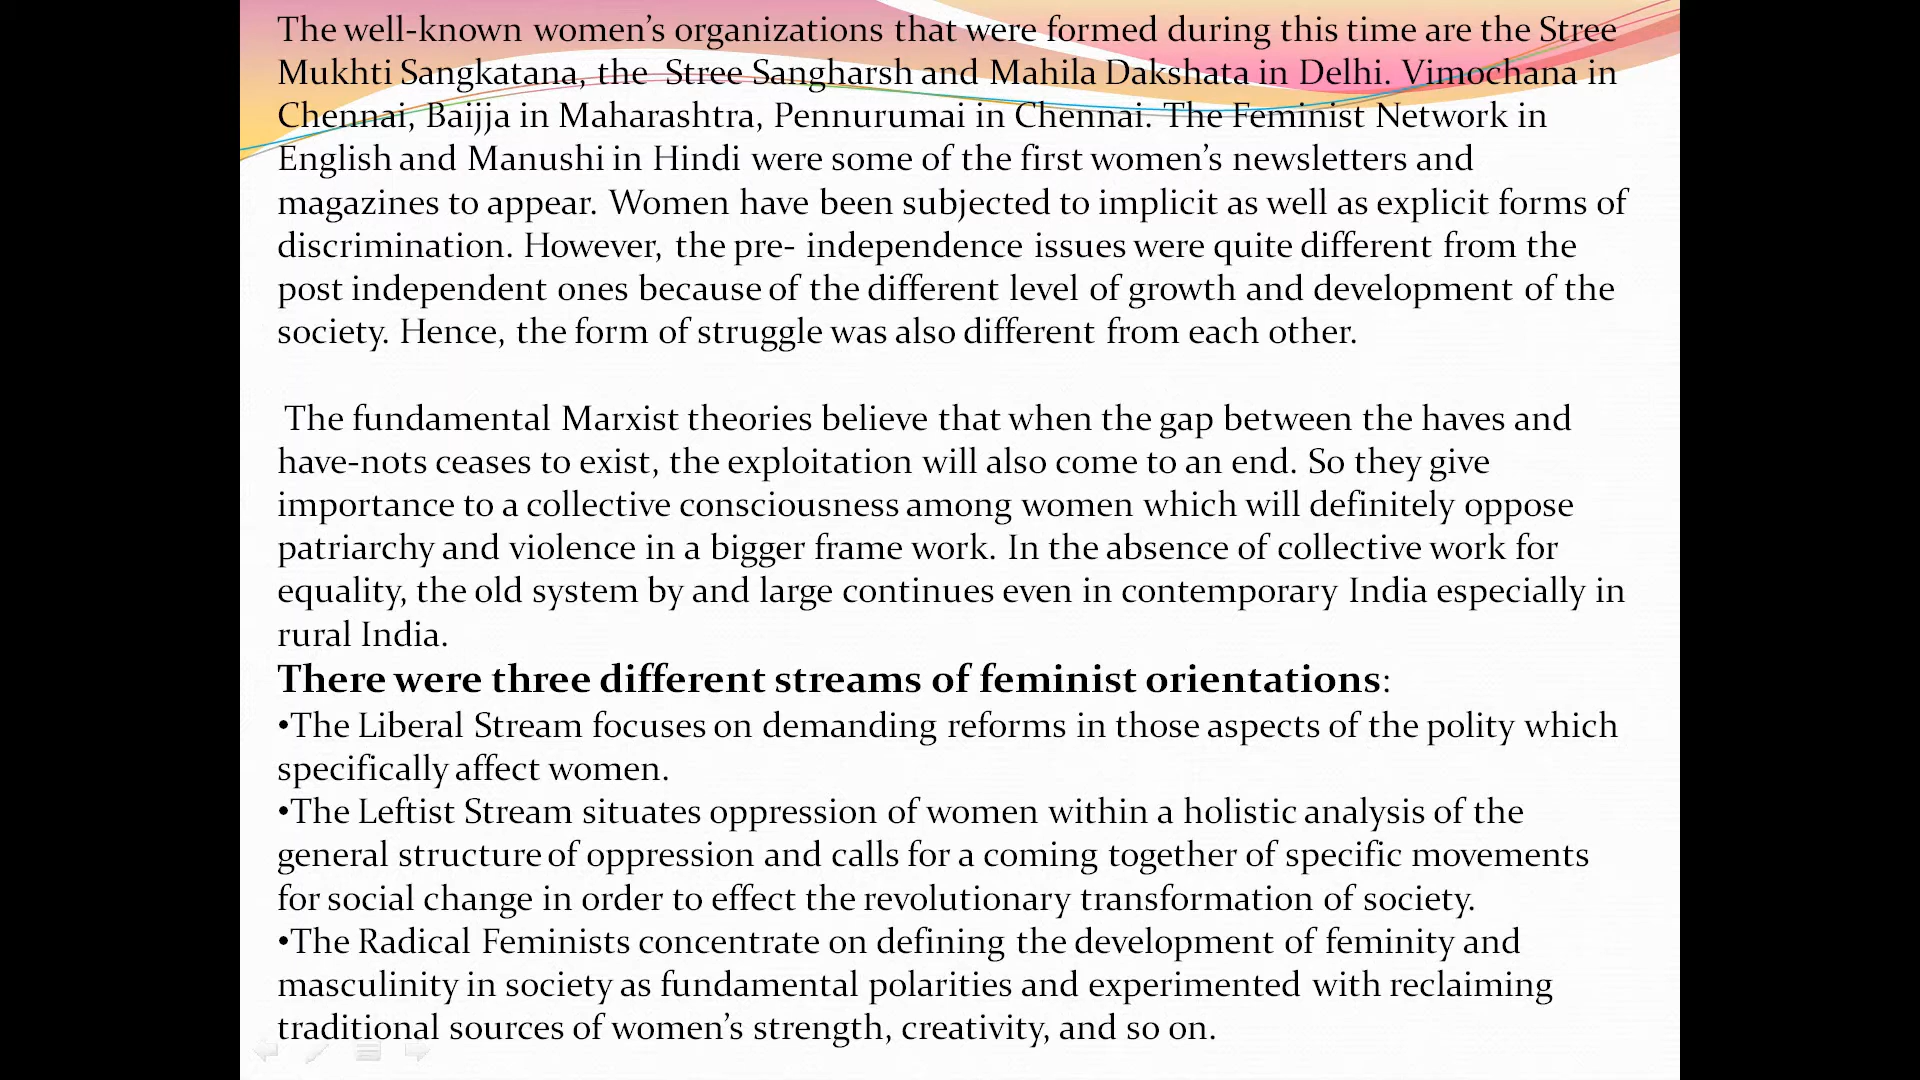 The well-known women’s organizations that were formed during this time are the Stree
Mukhti Sangkatana, the  Stree Sangharsh and Mahila Dakshata in Delhi. Vimochana in
Chennai, Baijja in Maharashtra, Pennurumai in Chennai. The Feminist Network in
English and Manushi in Hindi were some of the first women’s newsletters and
magazines to appear. Women have been subjected to implicit as well as explicit forms of
discrimination. However, the pre- independence issues were quite different from the
post independent ones because of the different level of growth and development of the
society. Hence, the form of struggle was also different from each other.
The fundamental Marxist theories believe that when the gap between the haves and
have-nots ceases to exist, the exploitation will also come to an end. So they give
importance to a collective consciousness among women which will definitely oppose
patriarchy and violence in a bigger frame work. In the absence of collective work for
equality, the old system by and large continues even in contemporary India especially in
rural India.
There were three different streams of feminist orientations:
•The Liberal Stream focuses on demanding reforms in those aspects of the polity which
specifically affect women.
•The Leftist Stream situates oppression of women within a holistic analysis of the
general structure of oppression and calls for a coming together of specific movements
for social change in order to effect the revolutionary transformation of society.
•The Radical Feminists concentrate on defining the development of feminity and
masculinity in society as fundamental polarities and experimented with reclaiming
traditional sources of women’s strength, creativity, and so on.